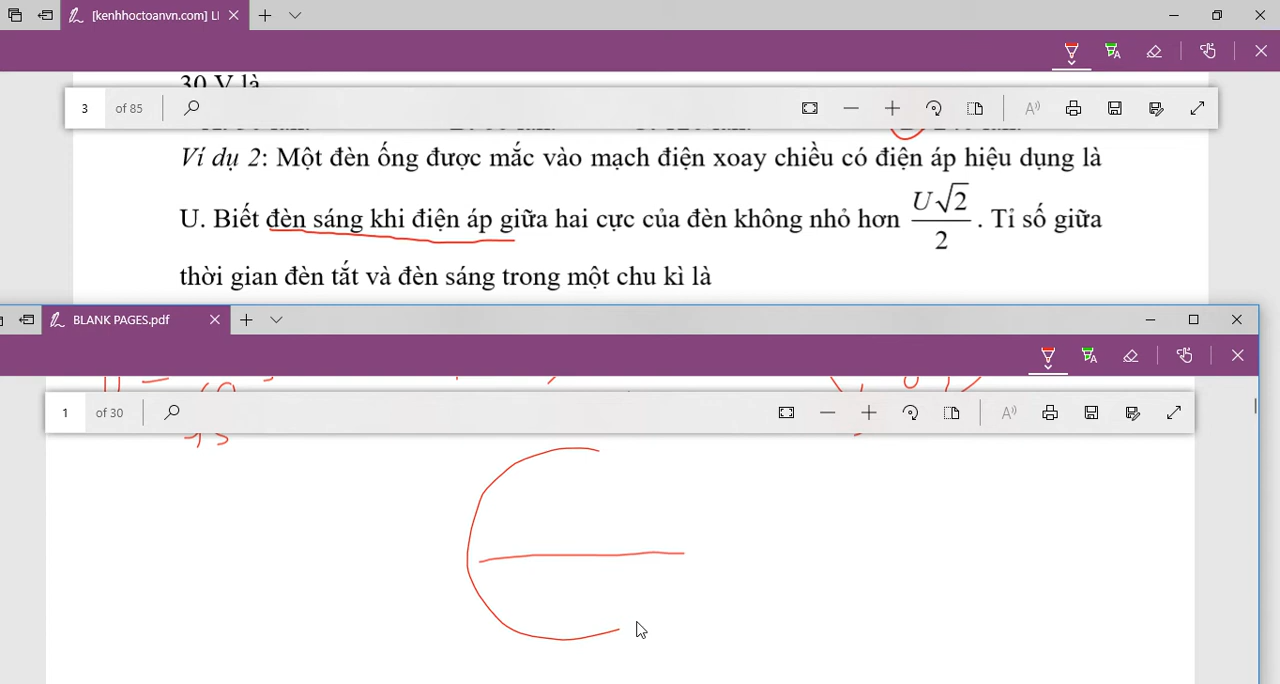 [kenhhoctoanvn.com] LI
30 V là
3 of 85
Ví dụ 2: Một đèn ống được mắc vào mạch điện xoay chiều có điện áp hiệu dụng là
U. Biết đèn sáng khi điện áp giữa hai cực của đèn không nhỏ hơn U√2/2. Tỉ số giữa
thời gian đèn tắt và đèn sáng trong một chu kì là
BLANK PAGES.pdf
1 of 30